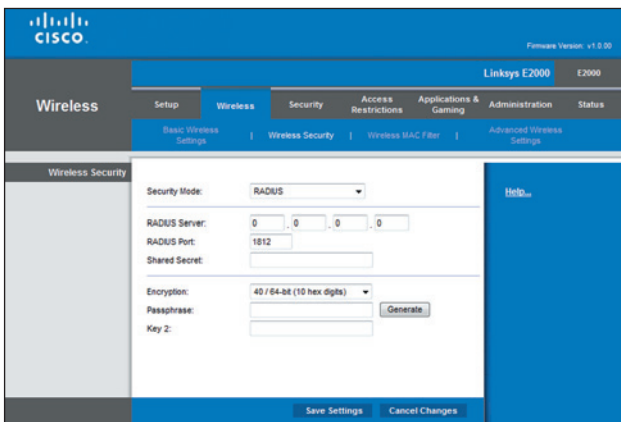 CISCO.
Firmware Version: v1.0.00
Linksys E2000 E2000
Wireless
Setup Wireless Security Access Restrictions Applications & Gaming Administration Status
Basic Wireless Settings | Wireless Security | Wireless MAC Filter | Advanced Wireless Settings
Wireless Security
Security Mode: RADIUS
Help...
RADIUS Server: 0 . 0 . 0 . 0
RADIUS Port: 1812
Shared Secret:
Encryption: 40 / 64-bit (10 hex digits)
Passphrase: Generate
Key 2:
Save Settings Cancel Changes